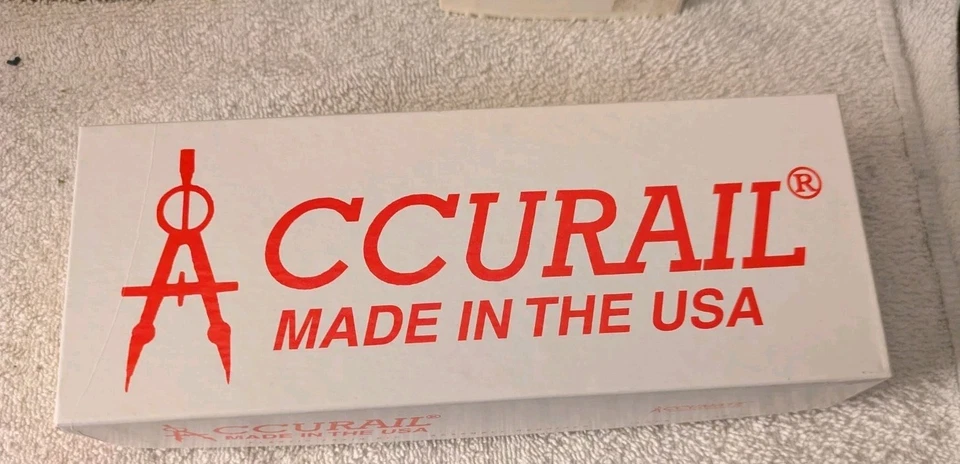 ACCURAIL®
MADE IN THE USA
ACCURAIL®
MADE IN THE USA